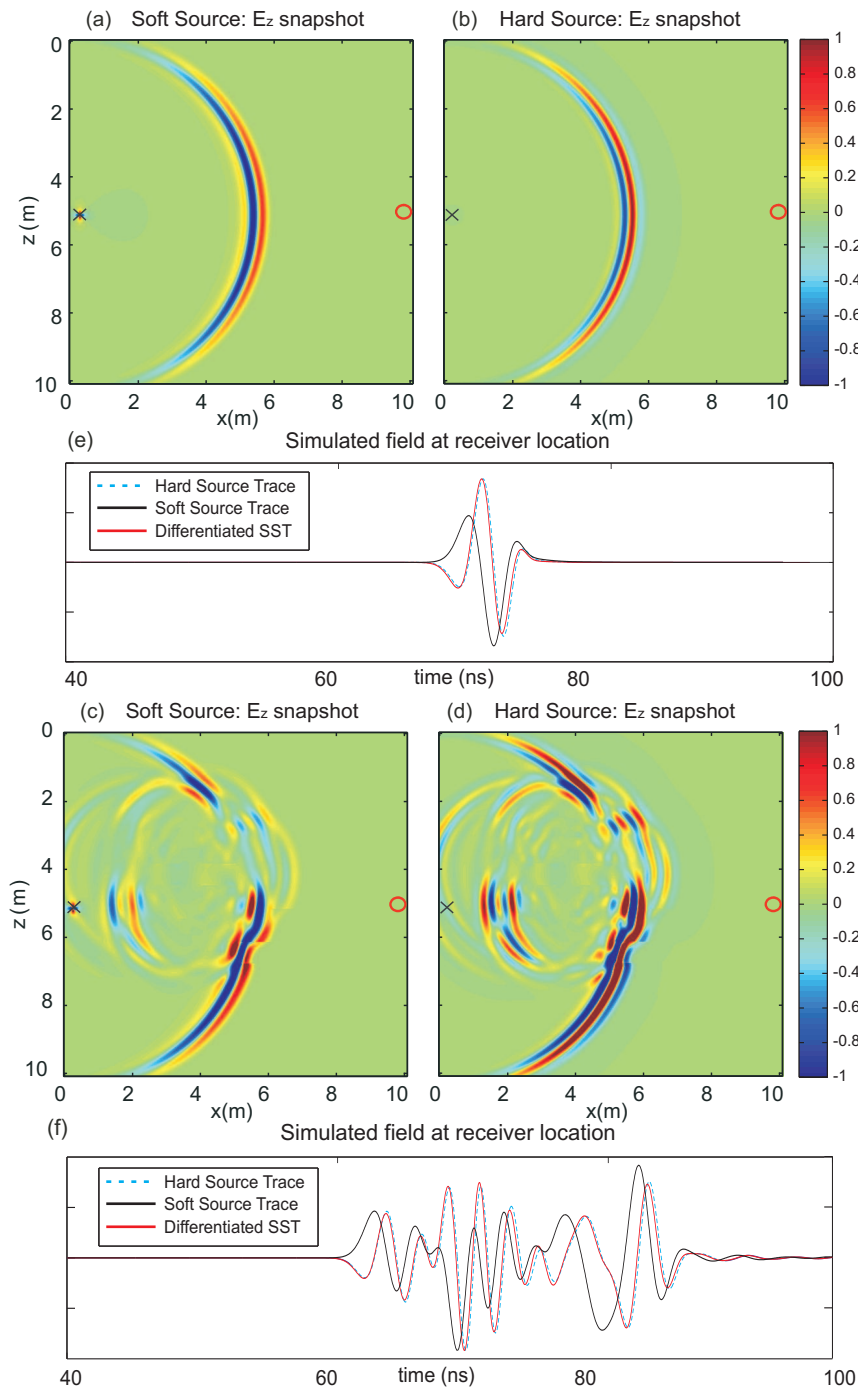 (a) Soft Source: Ez snapshot
(b) Hard Source: Ez snapshot
0
2
4
6
8
10
z(m)
0 2 4 6 8 10
x(m)
0 2 4 6 8 10
x(m)
1
0.8
0.6
0.4
0.2
0
-0.2
-0.4
-0.6
-0.8
-1
(e) Simulated field at receiver location
Hard Source Trace
Soft Source Trace
Differentiated SST
40 60 time (ns) 80 100
(c) Soft Source: Ez snapshot
(d) Hard Source: Ez snapshot
0
2
4
6
8
10
z(m)
0 2 4 6 8 10
x(m)
0 2 4 6 8 10
x(m)
1
0.8
0.6
0.4
0.2
0
-0.2
-0.4
-0.6
-0.8
-1
(f) Simulated field at receiver location
Hard Source Trace
Soft Source Trace
Differentiated SST
40 60 time (ns) 80 100